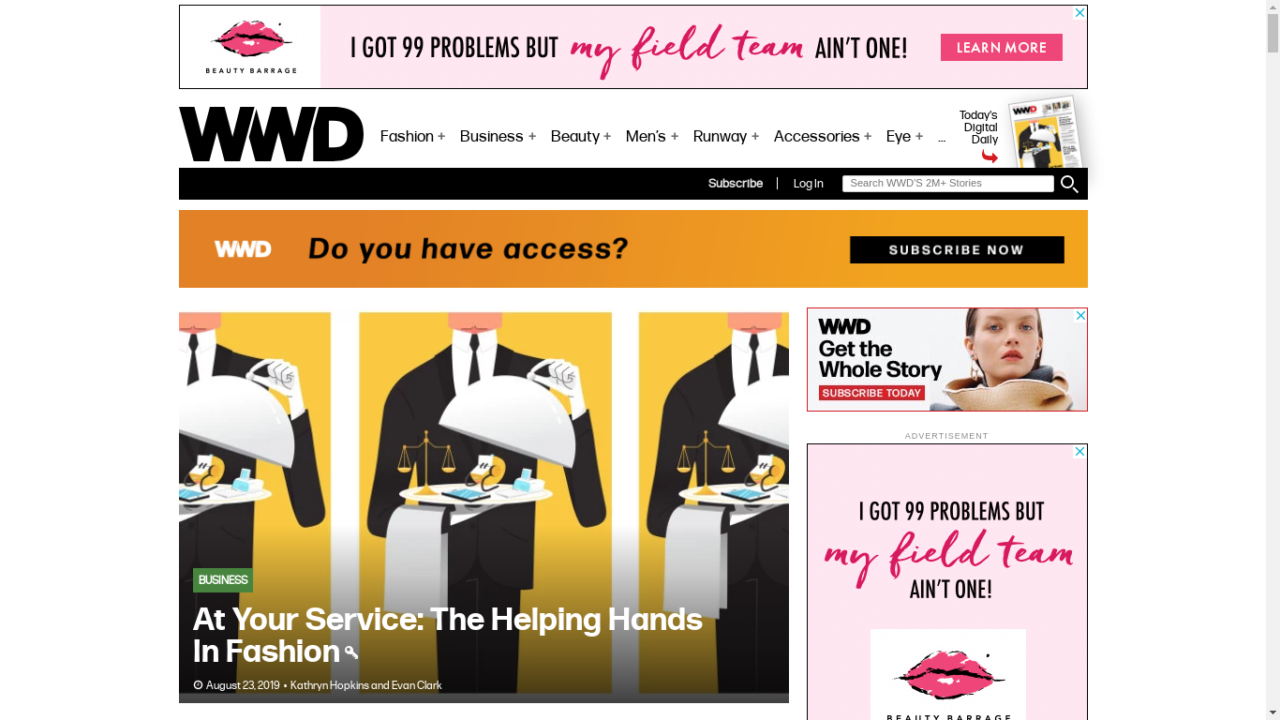 I GOT 99 PROBLEMS BUT my field team AIN'T ONE!
LEARN MORE
BEAUTY BARRAGE
WWD
Fashion + Business + Beauty + Men's + Runway + Accessories + Eye + ...
Today's
Digital
Daily
WWD
Subscribe | Log In
Search WWD'S 2M+ Stories
WWD
Do you have access?
SUBSCRIBE NOW
BUSINESS
At Your Service: The Helping Hands
In Fashion
August 23, 2019 • Kathryn Hopkins and Evan Clark
WWD
Get the
Whole Story
SUBSCRIBE TODAY
ADVERTISEMENT
I GOT 99 PROBLEMS BUT
my field team
AIN'T ONE!
BEAUTY BARRAGE